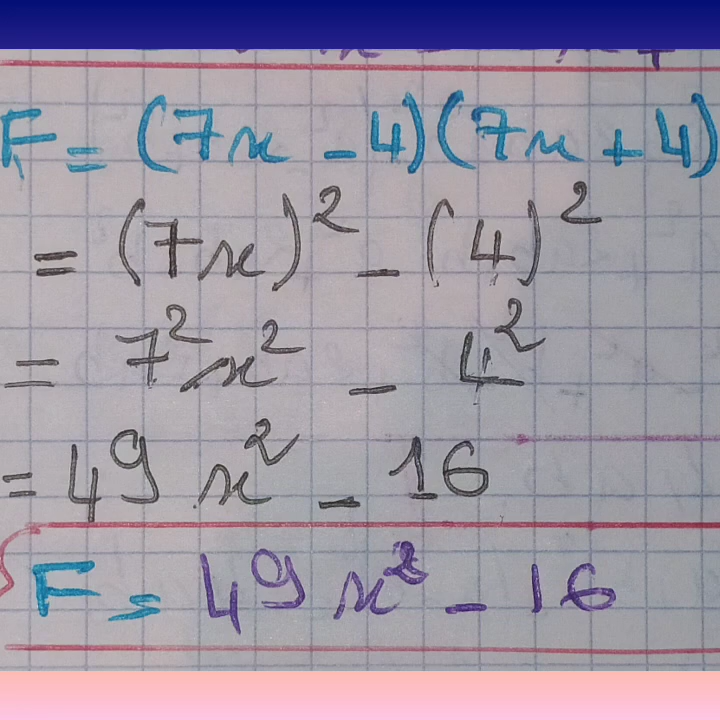 F = (7x - 4)(7x + 4)
= (7x)² - (4)²
= 7²x² - 4²
= 49x² - 16
F = 49x² - 16